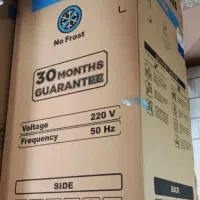 No Frost
30 MONTHS
GUARANTEE
Voltage 220 V
Frequency 50 Hz
SIDE
BACK